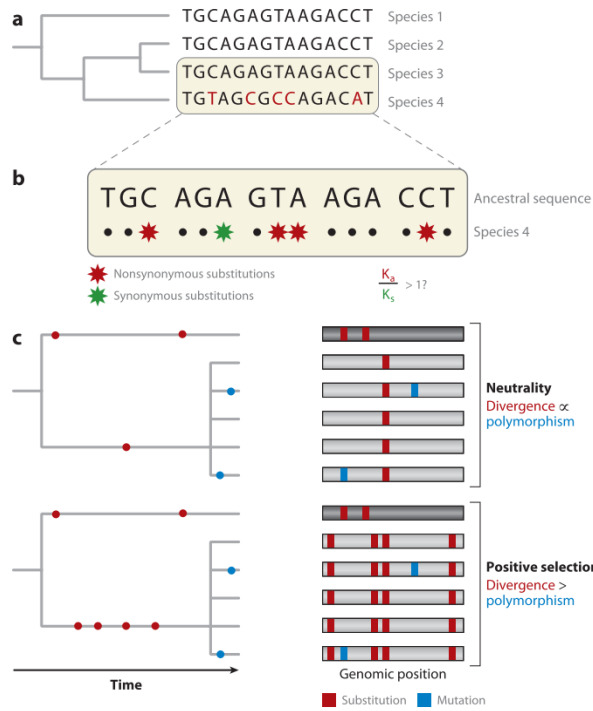 a
TGCAGAGTAAGACCT Species 1
TGCAGAGTAAGACCT Species 2
TGCAGAGTAAGACCT Species 3
TGTAGCGCCAGACAT Species 4
b
TGC AGA GTA AGA CCT Ancestral sequence
Species 4
Nonsynonymous substitutions
Synonymous substitutions
Ka
Ks
> 1?
c
Neutrality
Divergence ∝
polymorphism
Positive selection
Divergence >
polymorphism
Time
Genomic position
Substitution Mutation